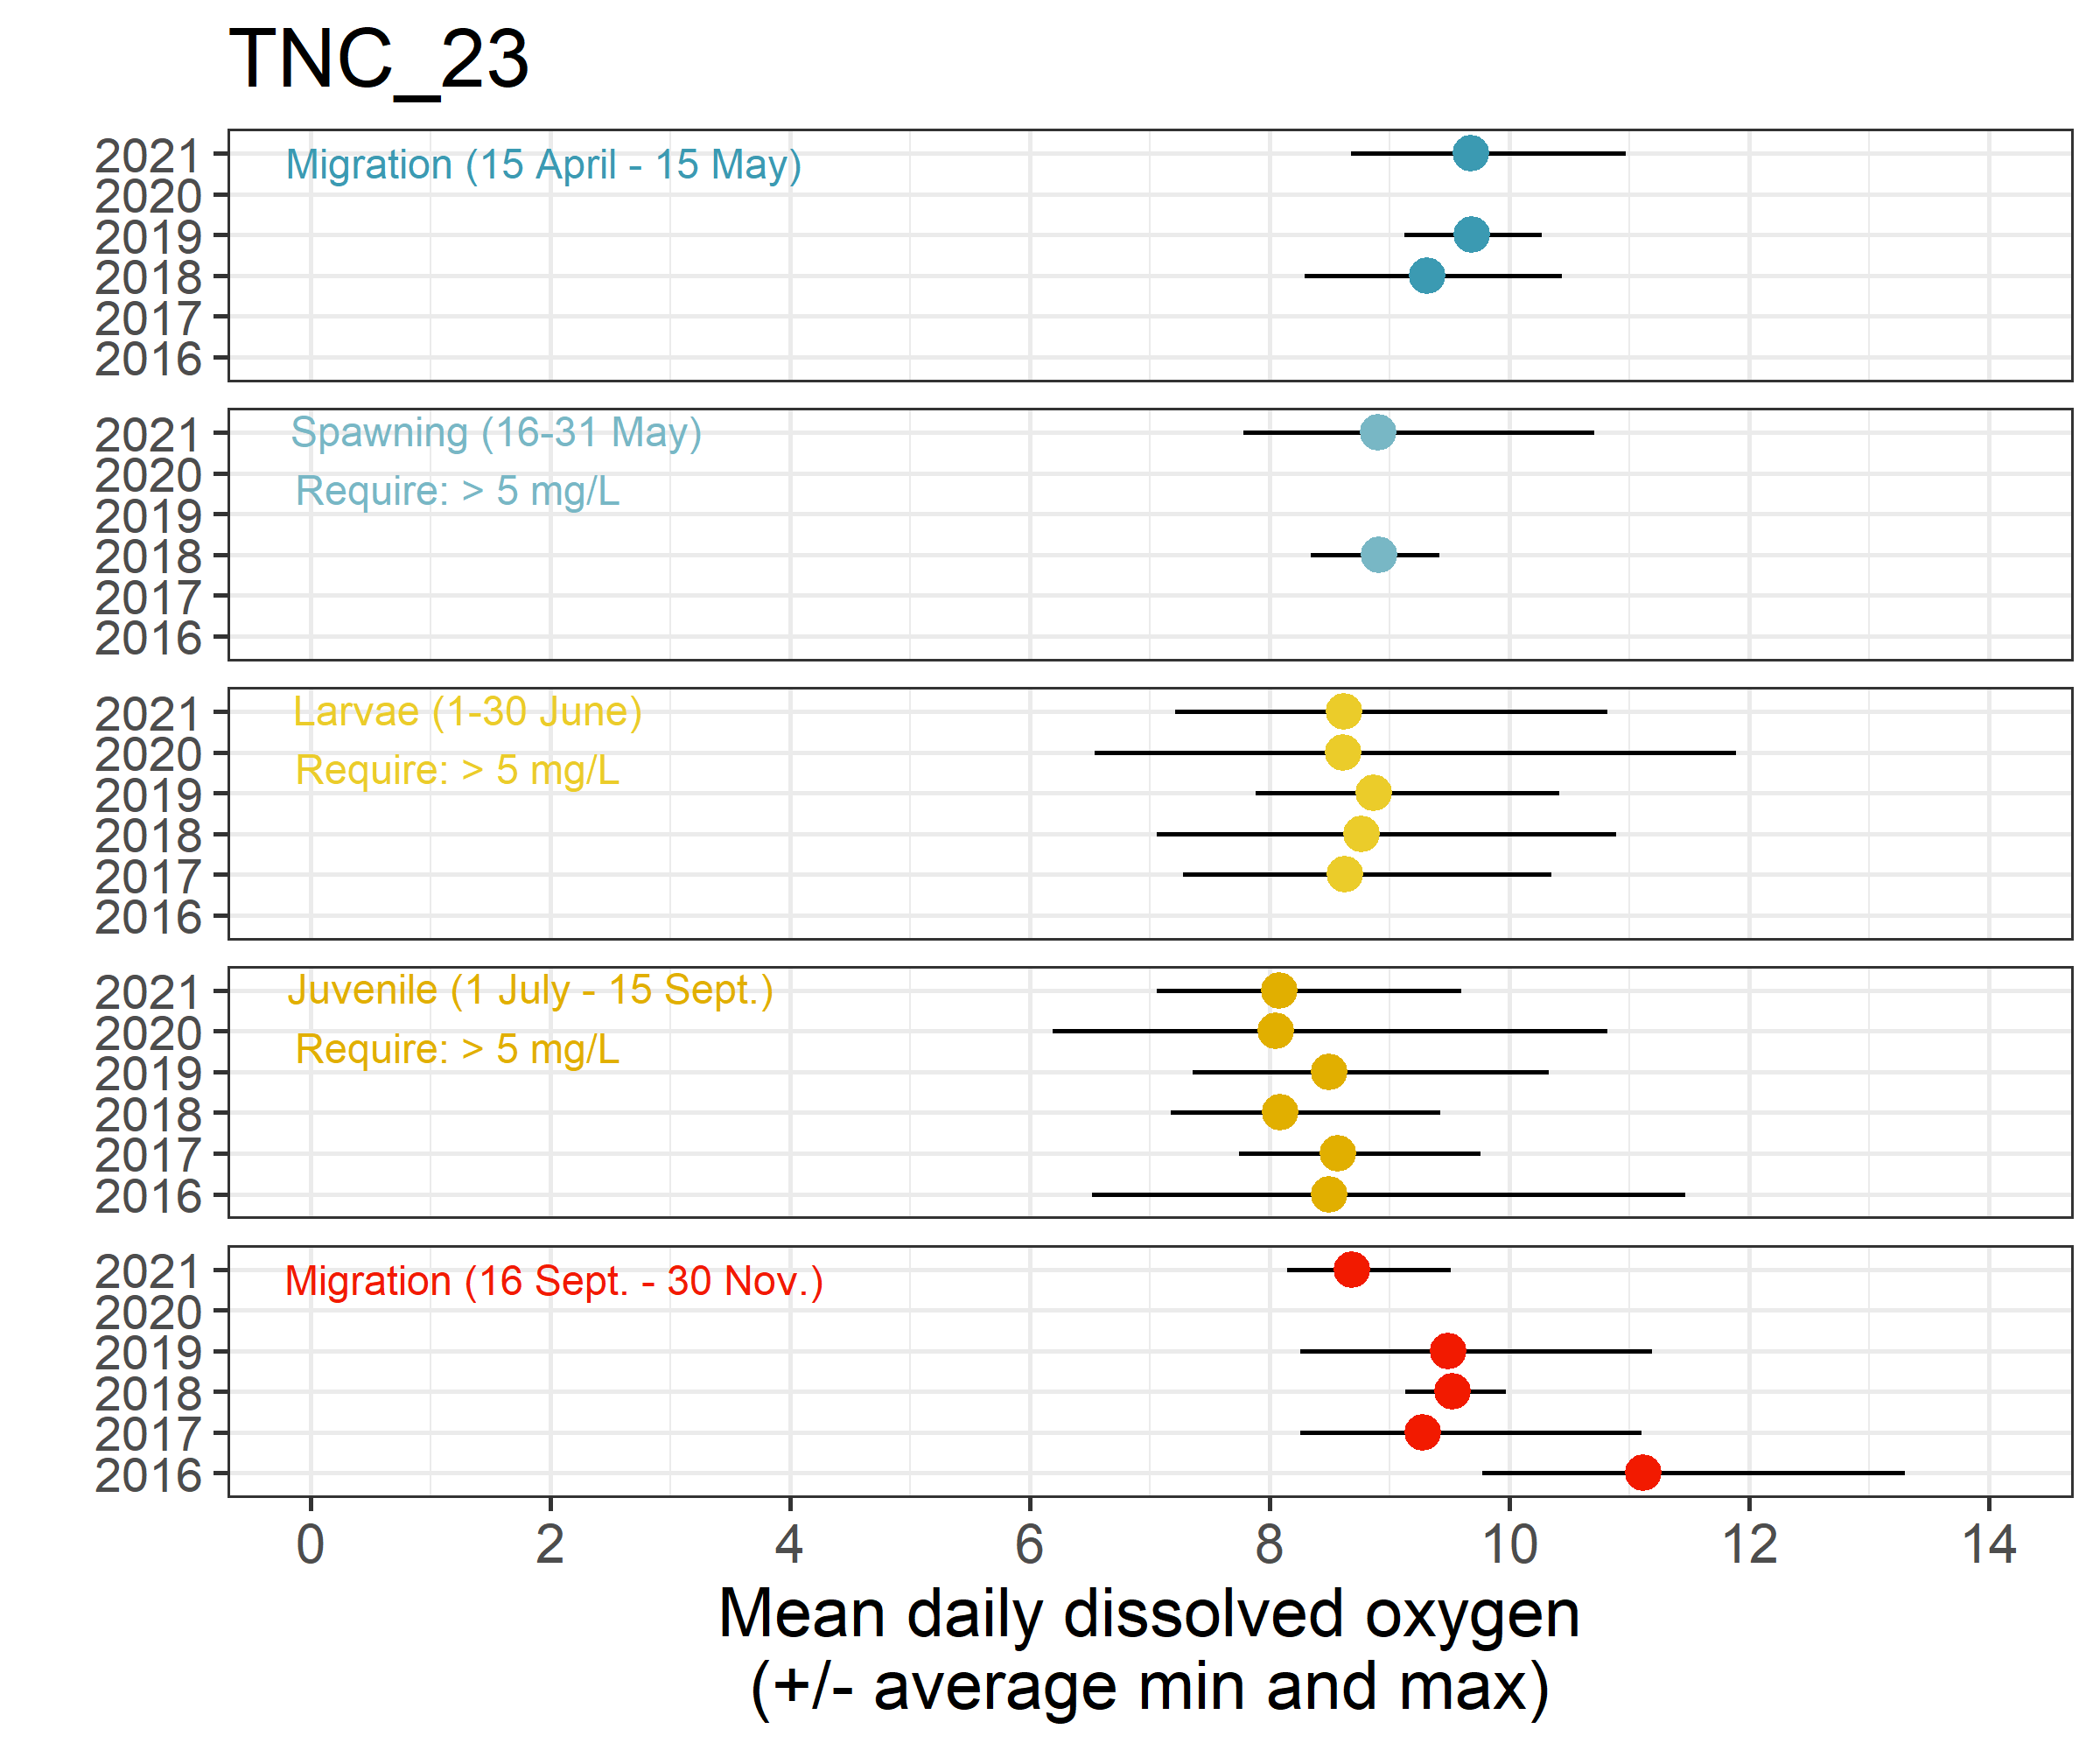 TNC_23
2021
Migration (15 April - 15 May)
2020
2019
2018
2017
2016
2021
Spawning (16-31 May)
2020
Require: > 5 mg/L
2019
2018
2017
2016
2021
Larvae (1-30 June)
2020
Require: > 5 mg/L
2019
2018
2017
2016
2021
Juvenile (1 July - 15 Sept.)
2020
Require: > 5 mg/L
2019
2018
2017
2016
2021
Migration (16 Sept. - 30 Nov.)
2020
2019
2018
2017
2016
0 2 4 6 8 10 12 14
Mean daily dissolved oxygen
(+/- average min and max)